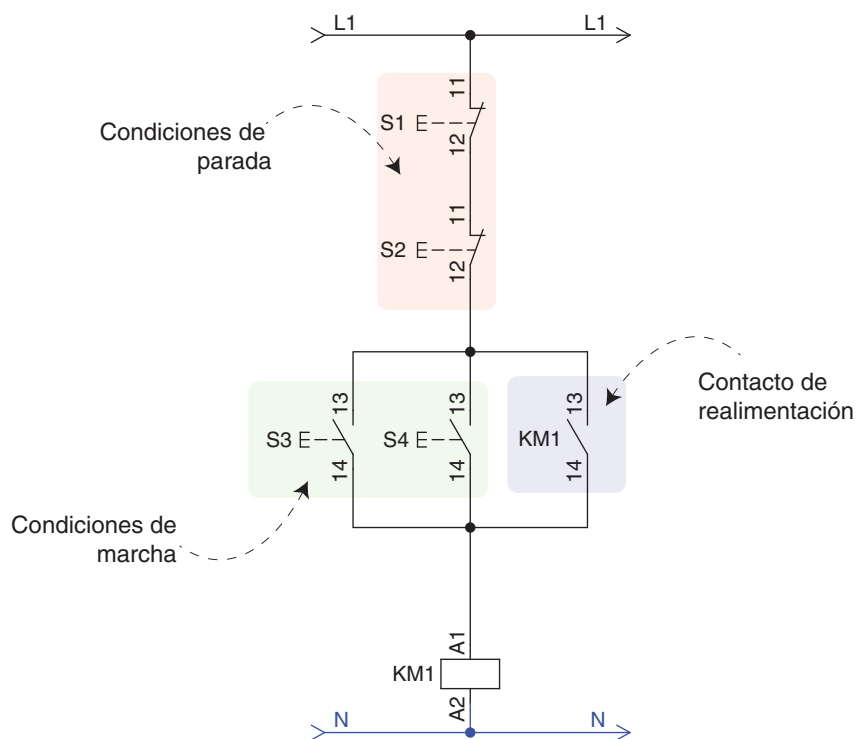 L1 L1
11
S1
12
Condiciones de
parada
11
S2
12
13 13 13
S3 S4 KM1
14 14 14
Contacto de
realimentación
Condiciones de
marcha
A1
KM1
A2
N N